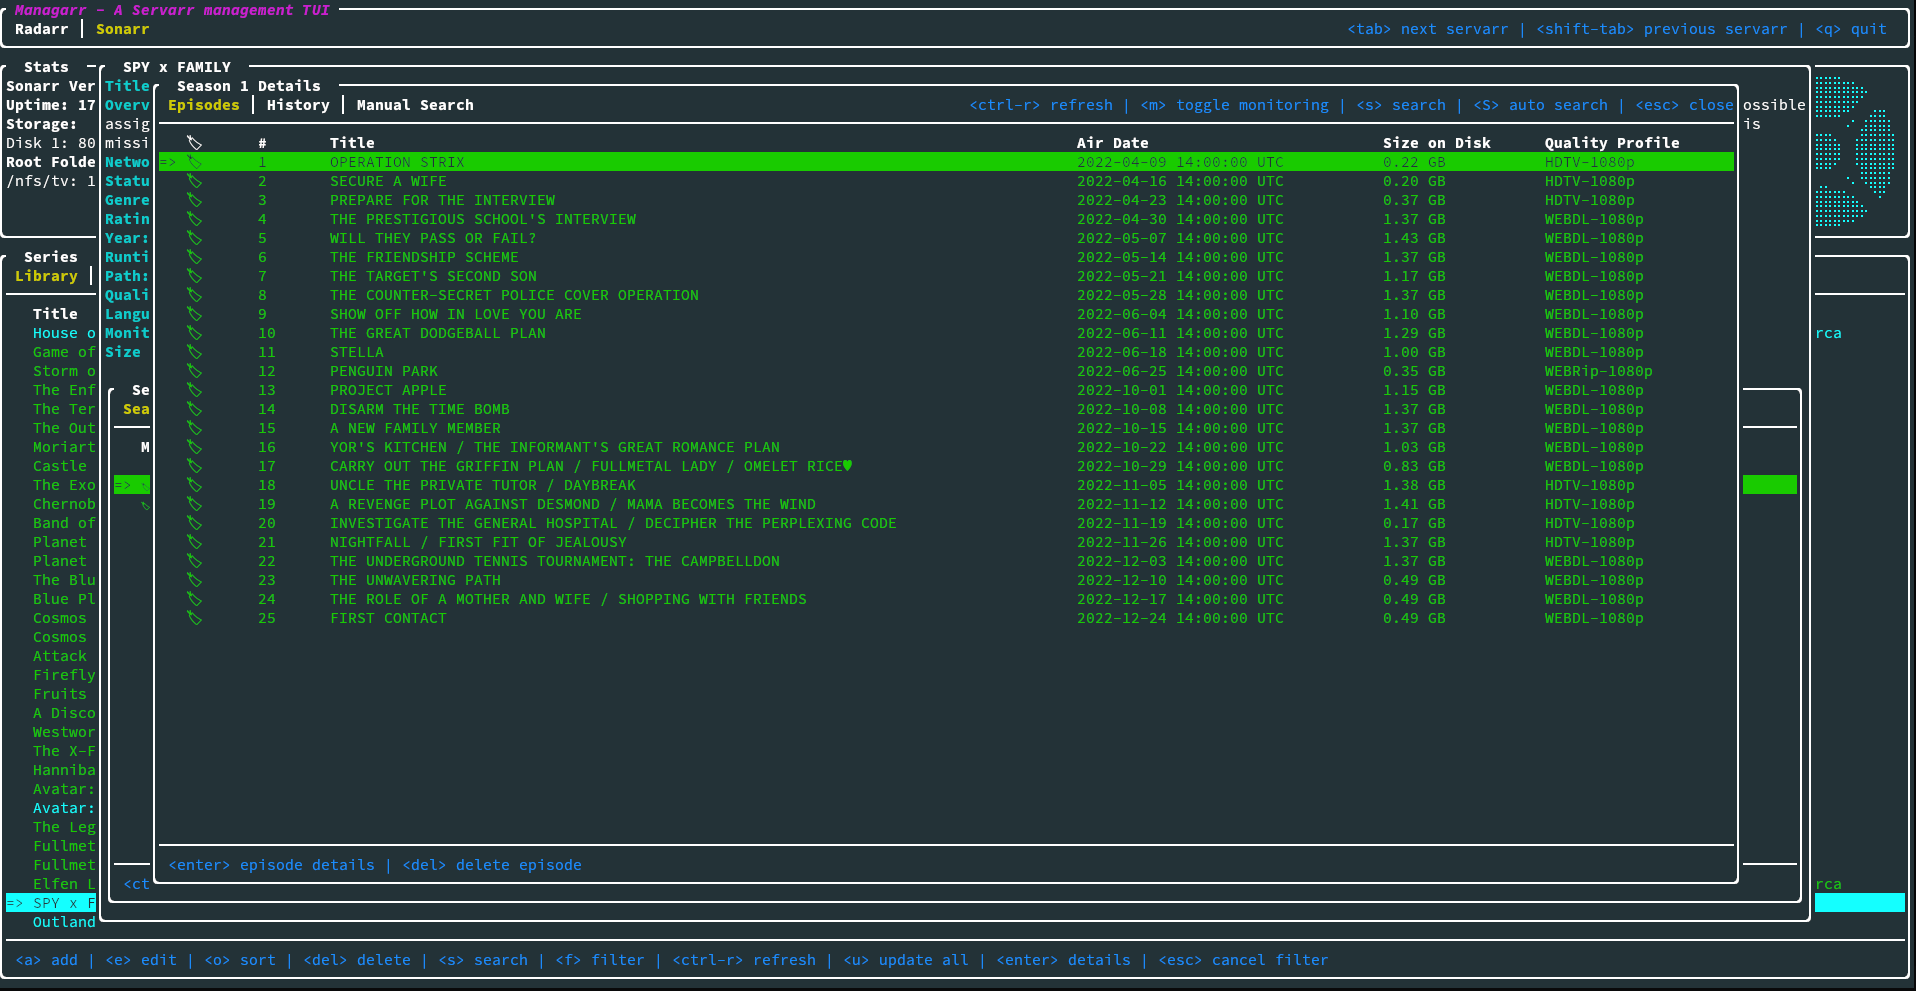 Managarr - A Servarr management TUI
Radarr | Sonarr <tab> next servarr | <shift-tab> previous servarr | <q> quit
Stats SPY x FAMILY
Sonarr Ver Title Season 1 Details
Uptime: 17 Overv Episodes | History | Manual Search <ctrl-r> refresh | <m> toggle monitoring | <s> search | <S> auto search | <esc> close ossible
Storage: assig is
Disk 1: 80 missi # Title Air Date Size on Disk Quality Profile
Root Folde Netwo => 1 OPERATION STRIX 2022-04-09 14:00:00 UTC 0.22 GB HDTV-1080p
/nfs/tv: 1 Statu 2 SECURE A WIFE 2022-04-16 14:00:00 UTC 0.20 GB HDTV-1080p
Genre 3 PREPARE FOR THE INTERVIEW 2022-04-23 14:00:00 UTC 0.37 GB HDTV-1080p
Ratin 4 THE PRESTIGIOUS SCHOOL'S INTERVIEW 2022-04-30 14:00:00 UTC 1.37 GB WEBDL-1080p
Year: 5 WILL THEY PASS OR FAIL? 2022-05-07 14:00:00 UTC 1.43 GB WEBDL-1080p
Series Runti 6 THE FRIENDSHIP SCHEME 2022-05-14 14:00:00 UTC 1.37 GB WEBDL-1080p
Library | Path: 7 THE TARGET'S SECOND SON 2022-05-21 14:00:00 UTC 1.17 GB WEBDL-1080p
Quali 8 THE COUNTER-SECRET POLICE COVER OPERATION 2022-05-28 14:00:00 UTC 1.37 GB WEBDL-1080p
Title Langu 9 SHOW OFF HOW IN LOVE YOU ARE 2022-06-04 14:00:00 UTC 1.10 GB WEBDL-1080p
House o Monit 10 THE GREAT DODGEBALL PLAN 2022-06-11 14:00:00 UTC 1.29 GB WEBDL-1080p rca
Game of Size 11 STELLA 2022-06-18 14:00:00 UTC 1.00 GB WEBDL-1080p
Storm o 12 PENGUIN PARK 2022-06-25 14:00:00 UTC 0.35 GB WEBRip-1080p
The Enf Se 13 PROJECT APPLE 2022-10-01 14:00:00 UTC 1.15 GB WEBDL-1080p
The Ter Sea 14 DISARM THE TIME BOMB 2022-10-08 14:00:00 UTC 1.37 GB WEBDL-1080p
The Out 15 A NEW FAMILY MEMBER 2022-10-15 14:00:00 UTC 1.37 GB WEBDL-1080p
Moriart M 16 YOR'S KITCHEN / THE INFORMANT'S GREAT ROMANCE PLAN 2022-10-22 14:00:00 UTC 1.03 GB WEBDL-1080p
Castle 17 CARRY OUT THE GRIFFIN PLAN / FULLMETAL LADY / OMELET RICE♥ 2022-10-29 14:00:00 UTC 0.83 GB WEBDL-1080p
The Exo => 18 UNCLE THE PRIVATE TUTOR / DAYBREAK 2022-11-05 14:00:00 UTC 1.38 GB HDTV-1080p
Chernob 19 A REVENGE PLOT AGAINST DESMOND / MAMA BECOMES THE WIND 2022-11-12 14:00:00 UTC 1.41 GB HDTV-1080p
Band of 20 INVESTIGATE THE GENERAL HOSPITAL / DECIPHER THE PERPLEXING CODE 2022-11-19 14:00:00 UTC 0.17 GB HDTV-1080p
Planet 21 NIGHTFALL / FIRST FIT OF JEALOUSY 2022-11-26 14:00:00 UTC 1.37 GB HDTV-1080p
Planet 22 THE UNDERGROUND TENNIS TOURNAMENT: THE CAMPBELLDON 2022-12-03 14:00:00 UTC 1.37 GB WEBDL-1080p
The Blu 23 THE UNWAVERING PATH 2022-12-10 14:00:00 UTC 0.49 GB WEBDL-1080p
Blue Pl 24 THE ROLE OF A MOTHER AND WIFE / SHOPPING WITH FRIENDS 2022-12-17 14:00:00 UTC 0.49 GB WEBDL-1080p
Cosmos 25 FIRST CONTACT 2022-12-24 14:00:00 UTC 0.49 GB WEBDL-1080p
Cosmos
Attack
Firefly
Fruits
A Disco
Westwor
The X-F
Hanniba
Avatar:
Avatar:
The Leg
Fullmet
Fullmet <enter> episode details | <del> delete episode
Elfen L <ct rca
=> SPY x F
Outland
<a> add | <e> edit | <o> sort | <del> delete | <s> search | <f> filter | <ctrl-r> refresh | <u> update all | <enter> details | <esc> cancel filter